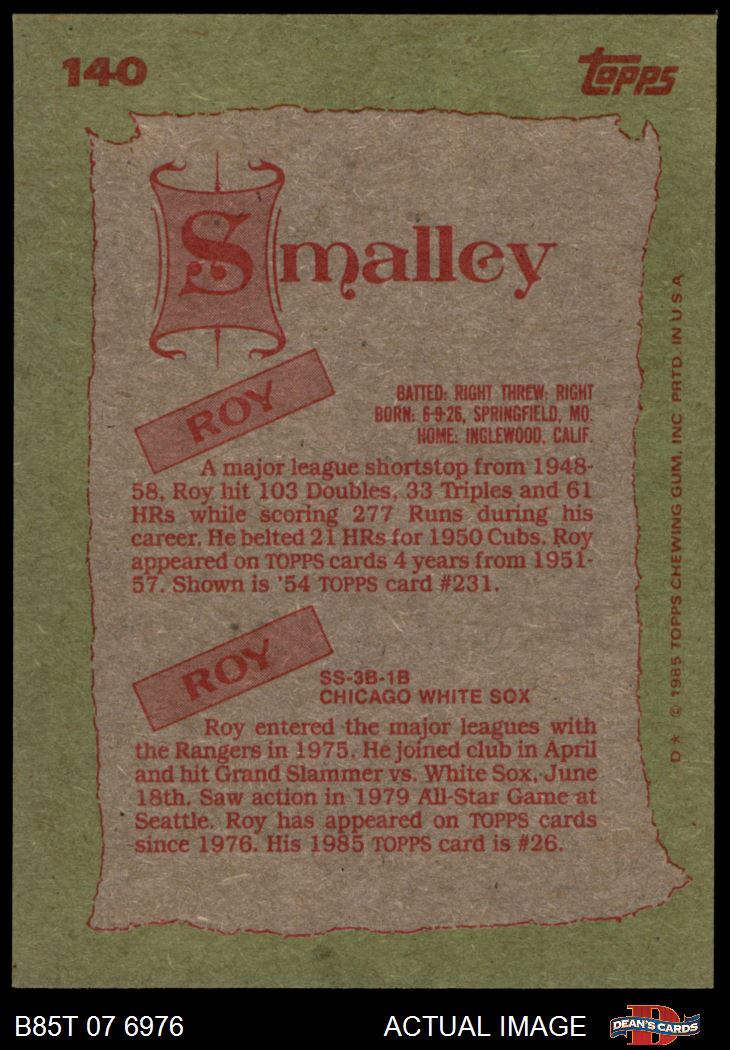 140
Topps
Smalley
ROY
BATTED: RIGHT THREW: RIGHT
BORN: 6-9-26, SPRINGFIELD, MO.
HOME: INGLEWOOD, CALIF.
A major league shortstop from 1948-
58, Roy hit 103 Doubles, 33 Triples and 61
HRs while scoring 277 Runs during his
career. He belted 21 HRs for 1950 Cubs. Roy
appeared on TOPPS cards 4 years from 1951-
57. Shown is '54 TOPPS card #231.
ROY
SS-3B-1B
CHICAGO WHITE SOX
Roy entered the major leagues with
the Rangers in 1975. He joined club in April
and hit Grand Slammer vs. White Sox, June
18th. Saw action in 1979 All-Star Game at
Seattle. Roy has appeared on TOPPS cards
since 1976. His 1985 TOPPS card is #26.
D* © 1985 TOPPS CHEWING GUM, INC. PRTD. IN U.S.A.
B85T 07 6976
ACTUAL IMAGE
D
DEAN'S CARDS